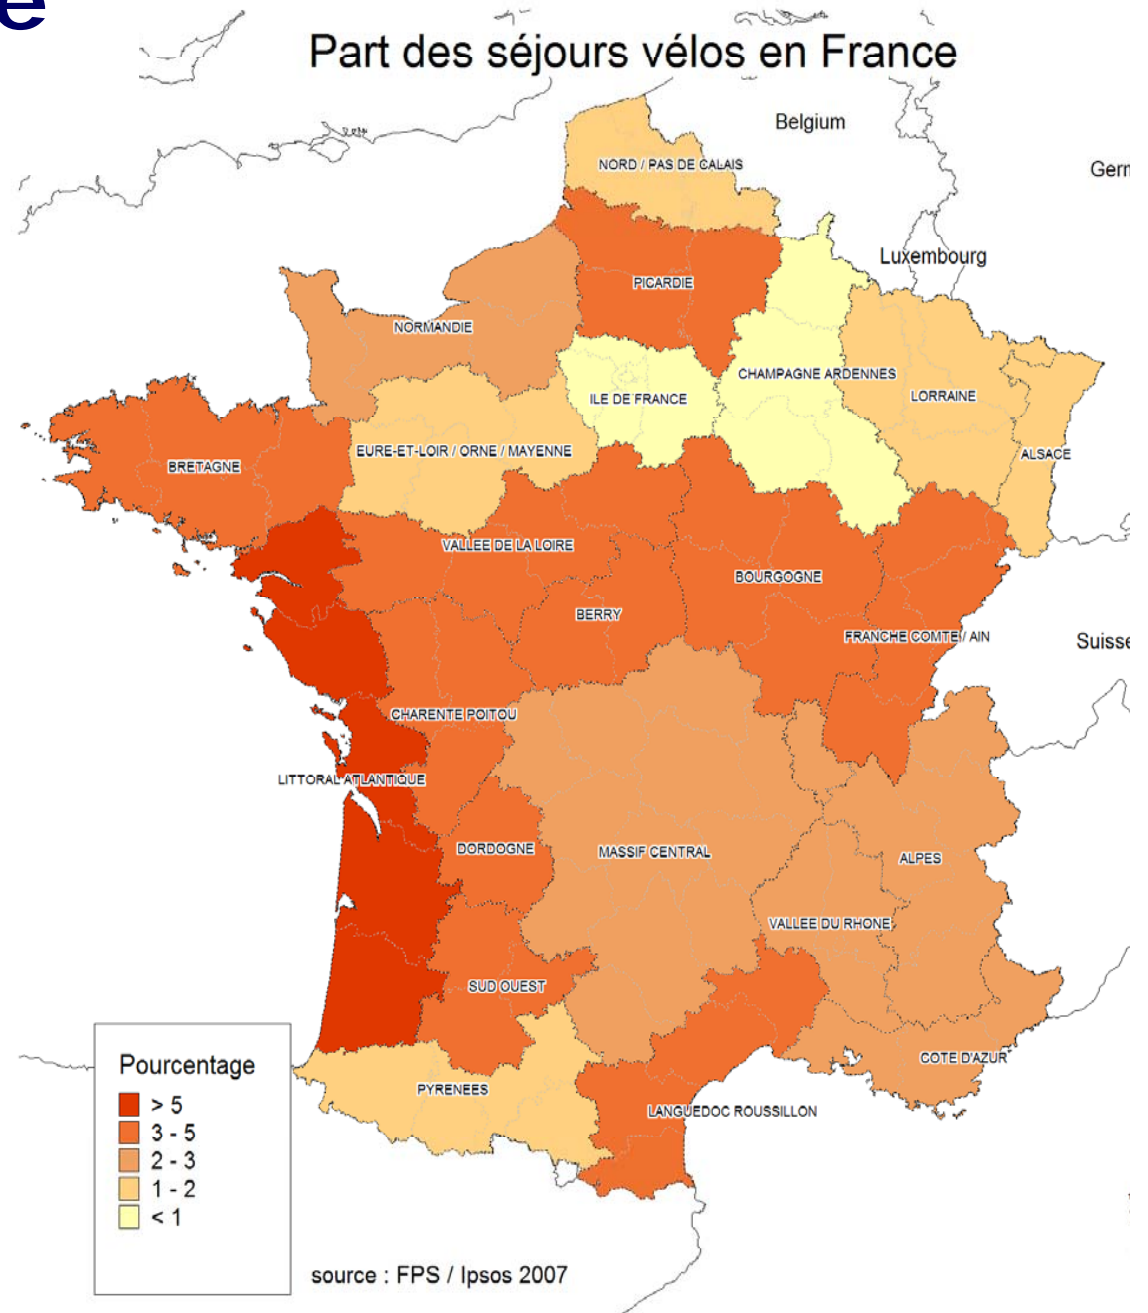 e
Part des séjours vélos en France
Belgium
NORD / PAS DE CALAIS
Germ
Luxembourg
PICARDIE
NORMANDIE
CHAMPAGNE ARDENNES
ILE DE FRANCE
LORRAINE
EURE-ET-LOIR / ORNE / MAYENNE
ALSACE
BRETAGNE
VALLEE DE LA LOIRE
BOURGOGNE
BERRY
FRANCHE COMTE / AIN
Suisse
CHARENTE POITOU
LITTORAL ATLANTIQUE
DORDOGNE
MASSIF CENTRAL
ALPES
VALLEE DU RHONE
SUD OUEST
COTE D'AZUR
PYRENEES
LANGUEDOC ROUSSILLON
Pourcentage
> 5
3 - 5
2 - 3
1 - 2
< 1
source : FPS / Ipsos 2007